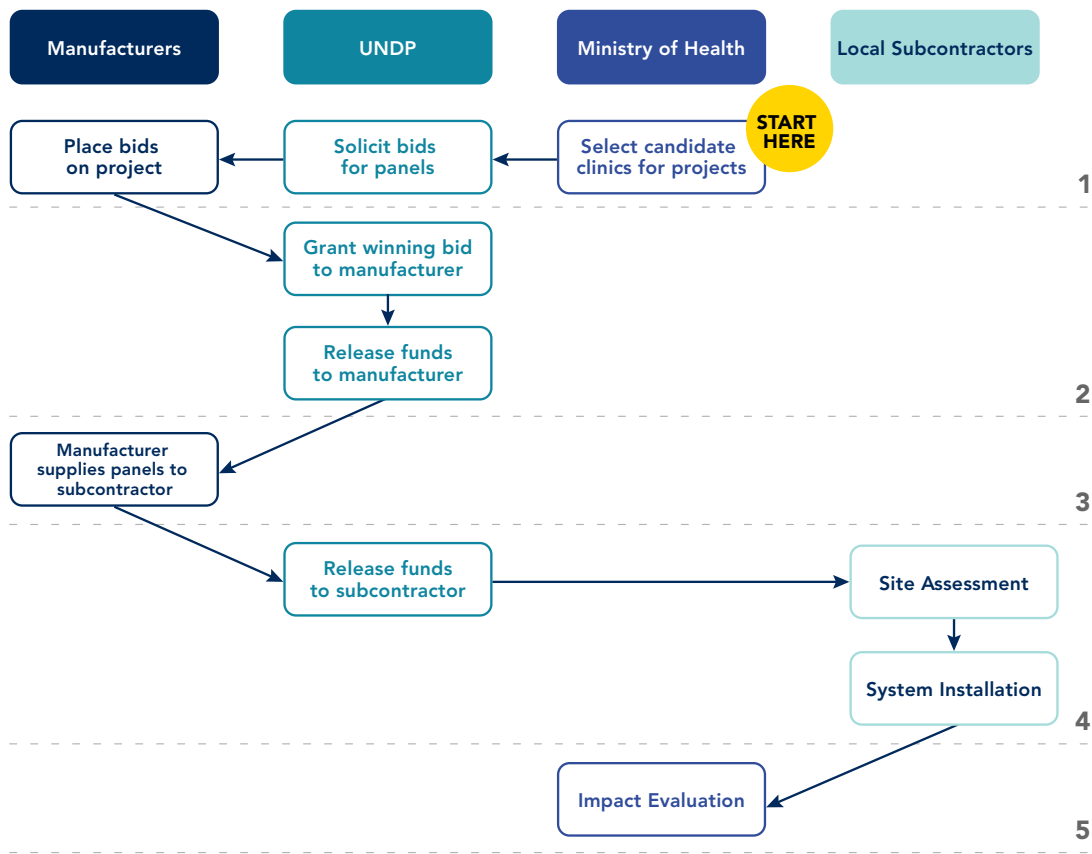 Manufacturers
UNDP
Ministry of Health
Local Subcontractors
START
HERE
Place bids
on project
Solicit bids
for panels
Select candidate
clinics for projects
1
Grant winning bid
to manufacturer
Release funds
to manufacturer
2
Manufacturer
supplies panels to
subcontractor
3
Release funds
to subcontractor
Site Assessment
System Installation
4
Impact Evaluation
5